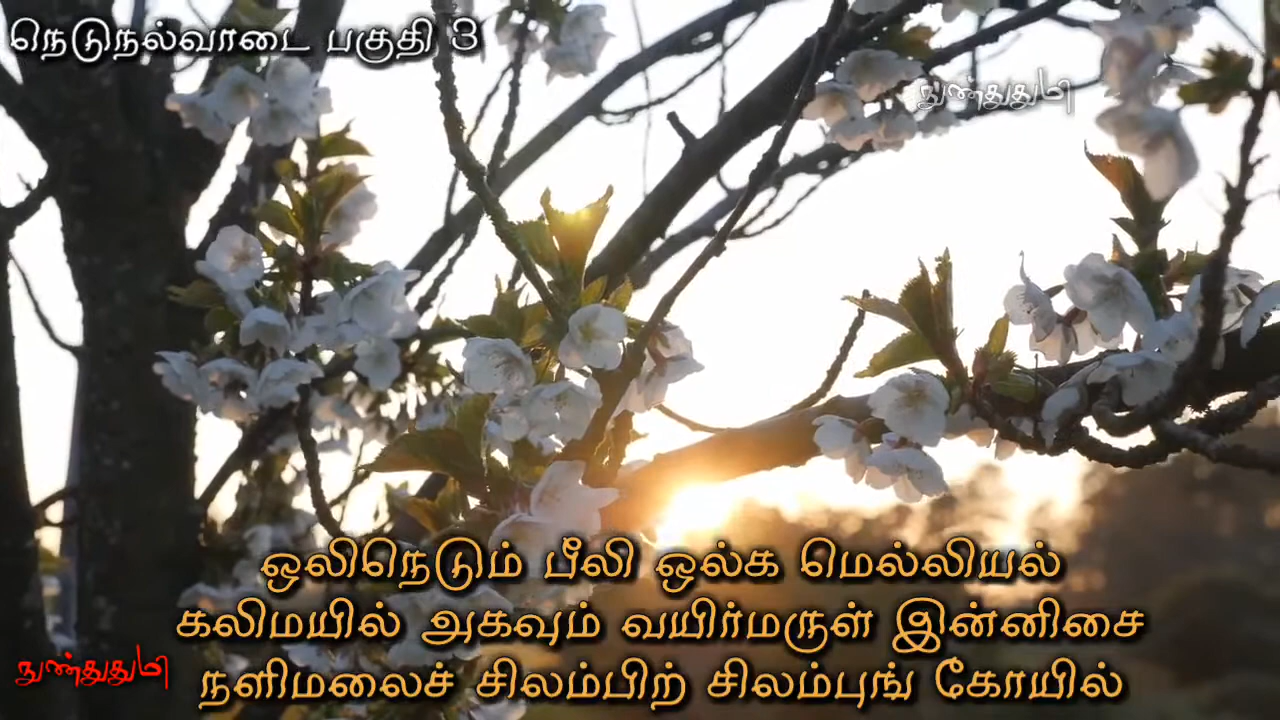 நெடுநல்வாடை பகுதி 3
நுண்துதுமி
ஒலிநெடும் பீலி ஒல்க மெல்லியல்
கலிமயில் அகவும் வயிர்மருள் இன்னிசை
நளிமலைச் சிலம்பிற் சிலம்புங் கோயில்
நுண்துதுமி